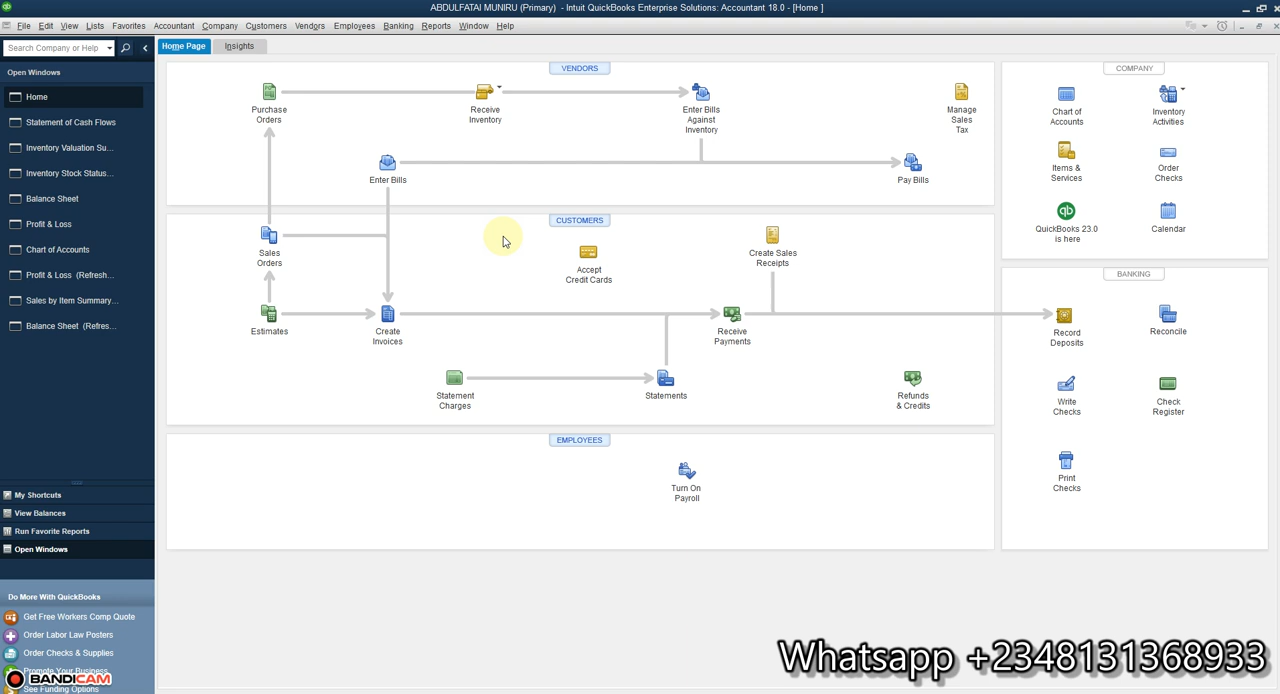 ABDULFATAI MUNIRU (Primary) - Intuit QuickBooks Enterprise Solutions: Accountant 18.0 - [Home ]
File Edit View Lists Favorites Accountant Company Customers Vendors Employees Banking Reports Window Help
Search Company or Help
Home Page Insights
Open Windows
Home
Statement of Cash Flows
Inventory Valuation Su...
Inventory Stock Status...
Balance Sheet
Profit & Loss
Chart of Accounts
Profit & Loss (Refresh...
Sales by Item Summary...
Balance Sheet (Refres...
My Shortcuts
View Balances
Run Favorite Reports
Open Windows
Do More With QuickBooks
Get Free Workers Comp Quote
Order Labor Law Posters
Order Checks & Supplies
Promote Your Business
See Funding Options
BANDICAM
VENDORS
Purchase
Orders
Receive
Inventory
Enter Bills
Against
Inventory
Manage
Sales
Tax
Enter Bills
Pay Bills
CUSTOMERS
Sales
Orders
Accept
Credit Cards
Create Sales
Receipts
Estimates
Create
Invoices
Receive
Payments
Statement
Charges
Statements
Refunds
& Credits
EMPLOYEES
Turn On
Payroll
COMPANY
Chart of
Accounts
Inventory
Activities
Items &
Services
Order
Checks
qb
QuickBooks 23.0
is here
Calendar
BANKING
Record
Deposits
Reconcile
Write
Checks
Check
Register
Print
Checks
Whatsapp +2348131368933